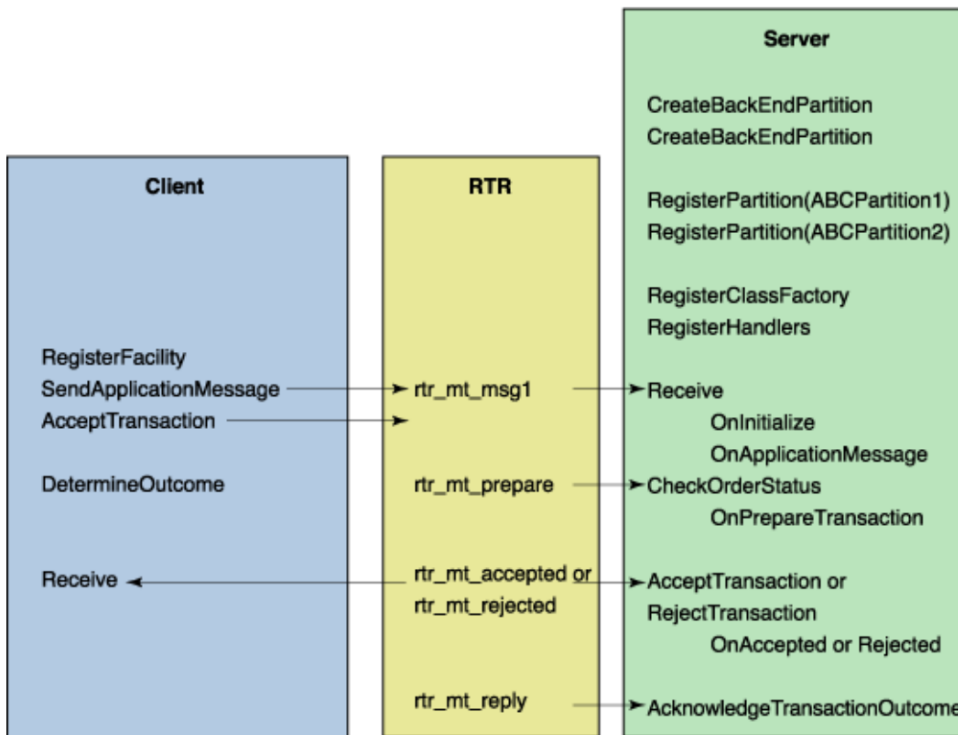 Server
CreateBackEndPartition
CreateBackEndPartition
Client
RTR
RegisterPartition(ABCPartition1)
RegisterPartition(ABCPartition2)
RegisterClassFactory
RegisterHandlers
RegisterFacility
SendApplicationMessage
rtr_mt_msg1
Receive
AcceptTransaction
OnInitialize
OnApplicationMessage
DetermineOutcome
rtr_mt_prepare
CheckOrderStatus
OnPrepareTransaction
Receive
rtr_mt_accepted or
AcceptTransaction or
rtr_mt_rejected
RejectTransaction
OnAccepted or Rejected
rtr_mt_reply
AcknowledgeTransactionOutcome